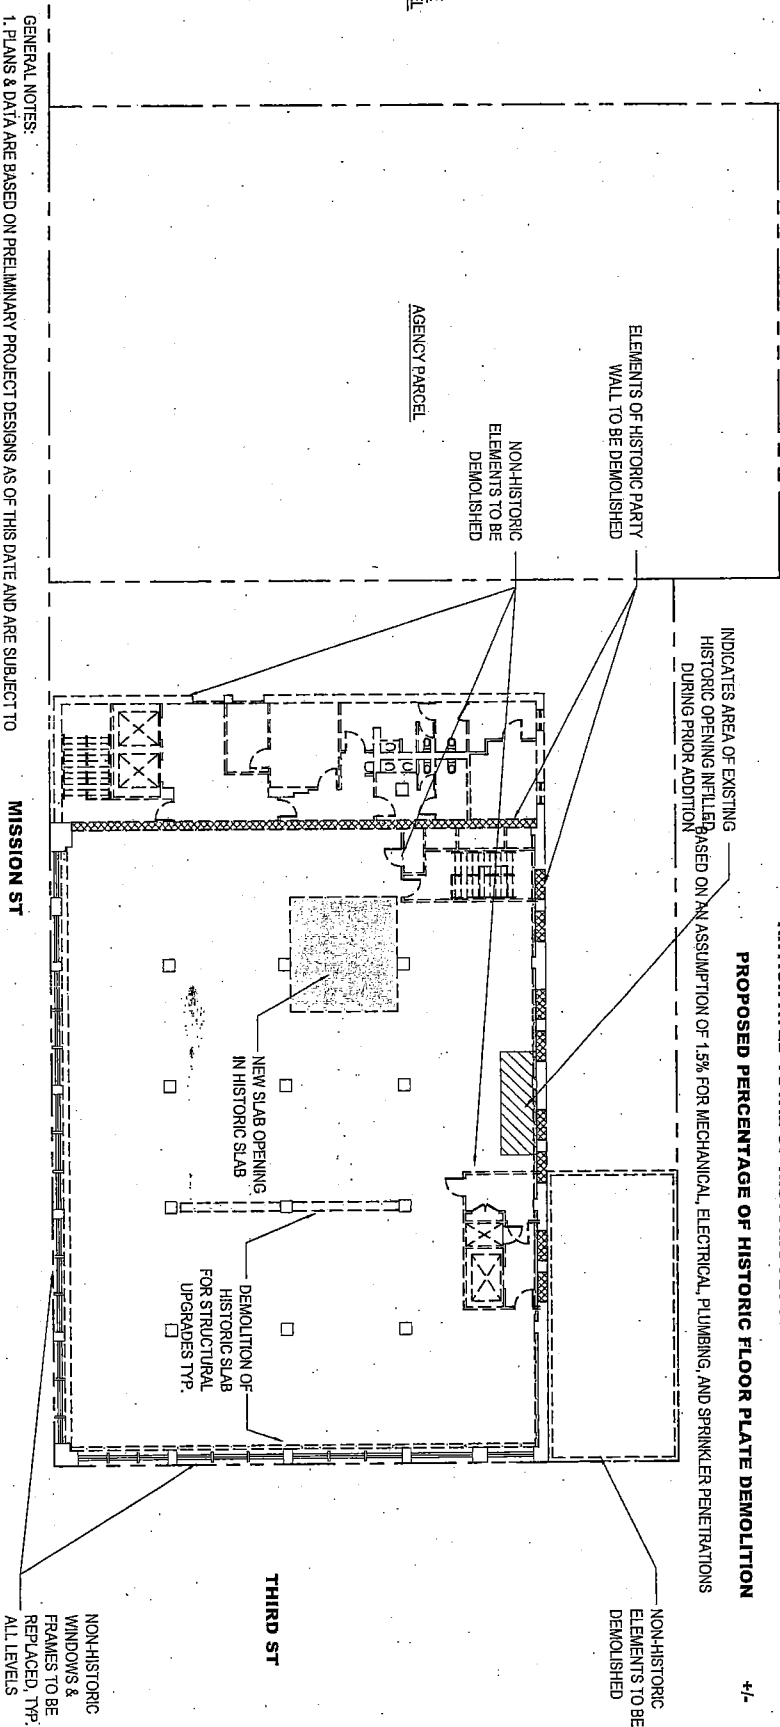 PROPOSED PERCENTAGE OF HISTORIC FLOOR PLATE DEMOLITION +/-
BASED ON AN ASSUMPTION OF 1.5% FOR MECHANICAL, ELECTRICAL, PLUMBING, AND SPRINKLER PENETRATIONS
INDICATES AREA OF EXISTING
HISTORIC OPENING INFILLED
DURING PRIOR ADDITION
ELEMENTS OF HISTORIC PARTY
WALL TO BE DEMOLISHED
NON-HISTORIC
ELEMENTS TO BE
DEMOLISHED
AGENCY PARCEL
NON-HISTORIC
ELEMENTS TO BE
DEMOLISHED
NEW SLAB OPENING
IN HISTORIC SLAB
DEMOLITION OF
HISTORIC SLAB
FOR STRUCTURAL
UPGRADES TYP.
THIRD ST
NON-HISTORIC
WINDOWS &
FRAMES TO BE
REPLACED, TYP.
ALL LEVELS
MISSION ST
GENERAL NOTES:
1. PLANS & DATA ARE BASED ON PRELIMINARY PROJECT DESIGNS AS OF THIS DATE AND ARE SUBJECT TO